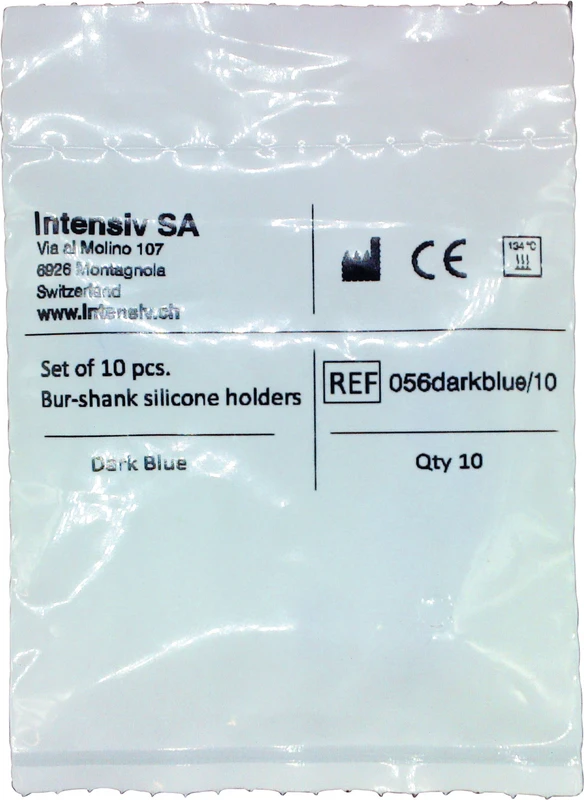 Intensiv SA
Via al Molino 107
6926 Montagnola
Switzerland
www.Intensiv.ch
CE
134 °C
Set of 10 pcs.
Bur-shank silicone holders
Dark Blue
REF 056darkblue/10
Qty 10